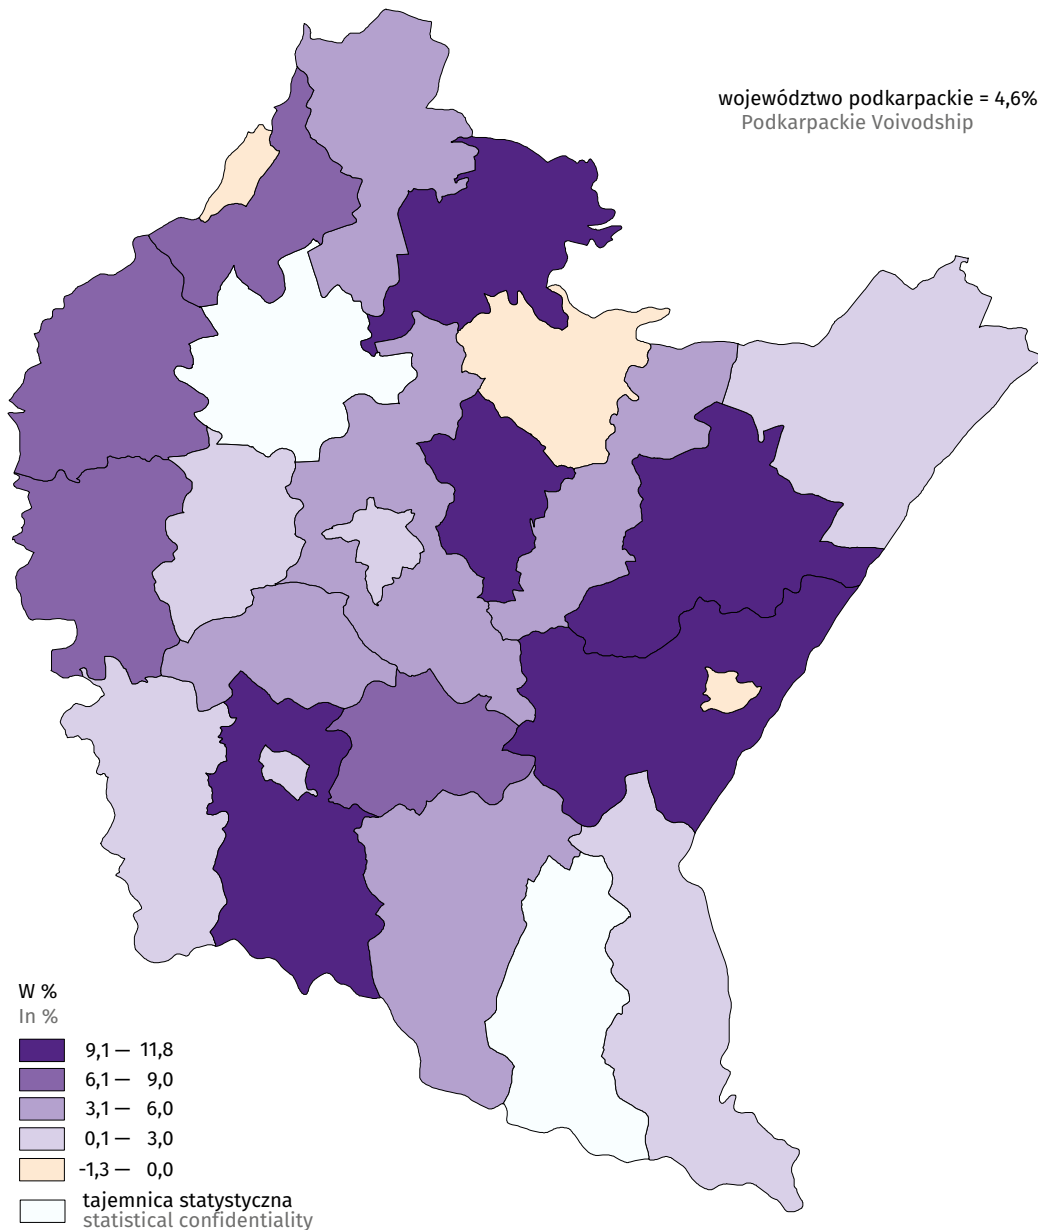 województwo podkarpackie = 4,6%
Podkarpackie Voivodship
W %
In %
9,1 — 11,8
6,1 — 9,0
3,1 — 6,0
0,1 — 3,0
-1,3 — 0,0
tajemnica statystyczna
statistical confidentiality